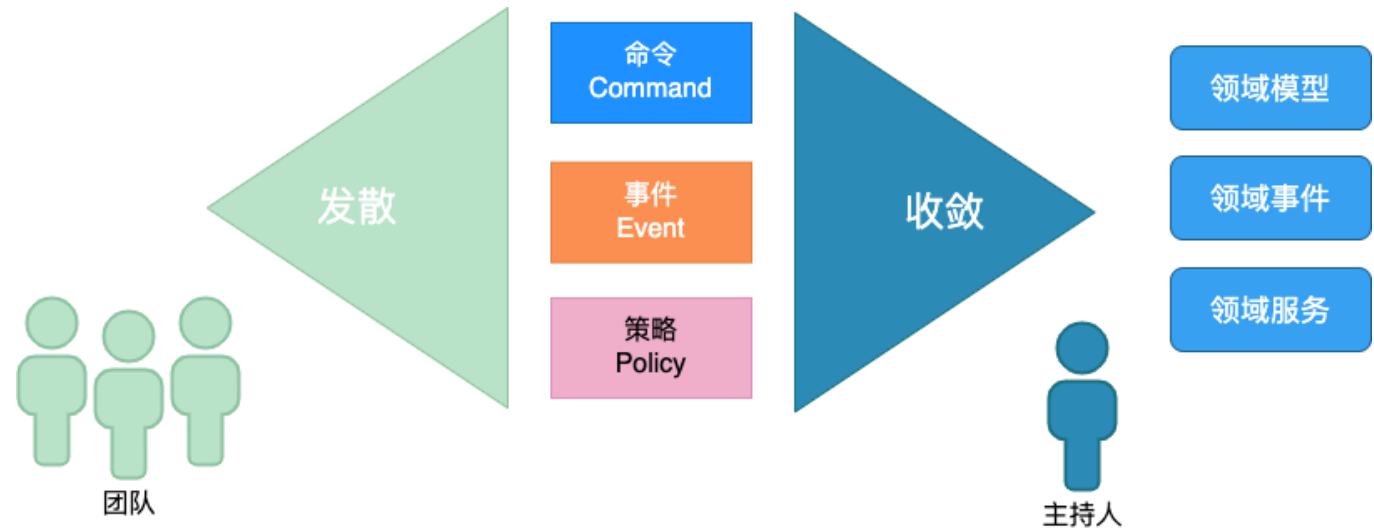 发散
命令
Command
事件
Event
策略
Policy
收敛
领域模型
领域事件
领域服务
团队
主持人